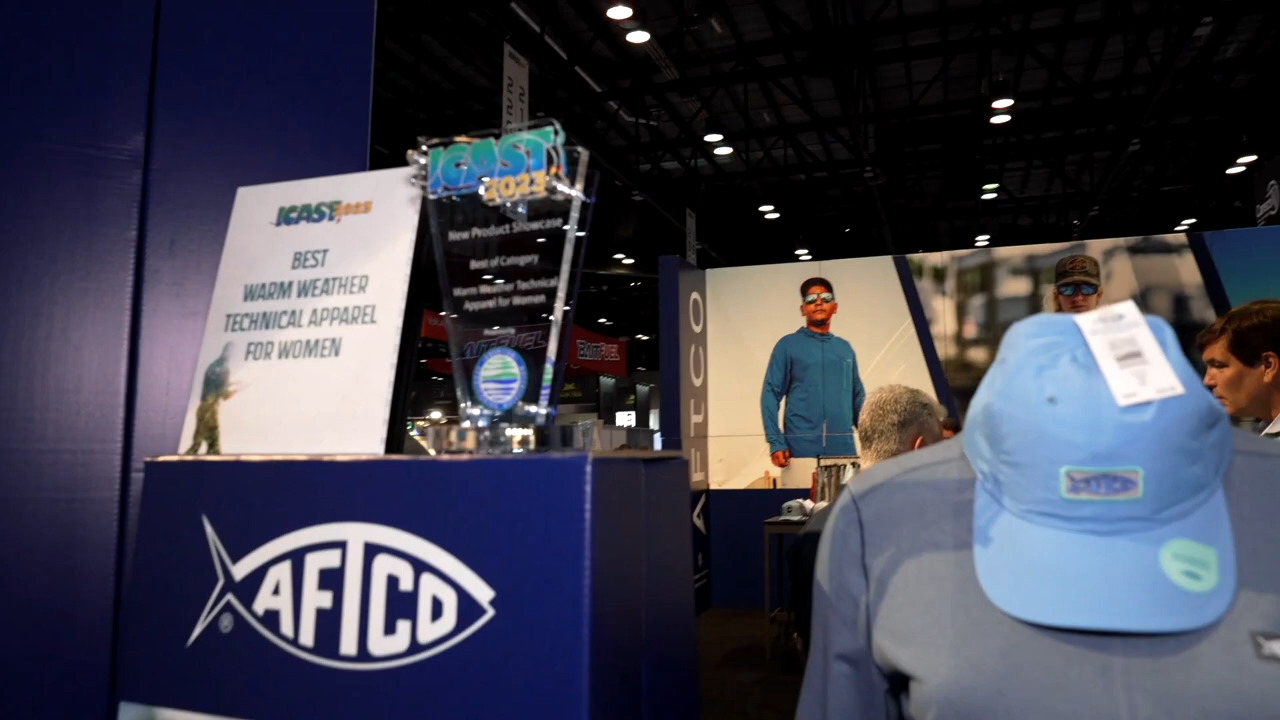 ICAST 2023
BEST
WARM WEATHER
TECHNICAL APPAREL
FOR WOMEN
ICAST
2023
New Product Showcase
Best of Category
Warm Weather Technical
Apparel for Women
BAITFUEL
AFTCO
AFTCO
®